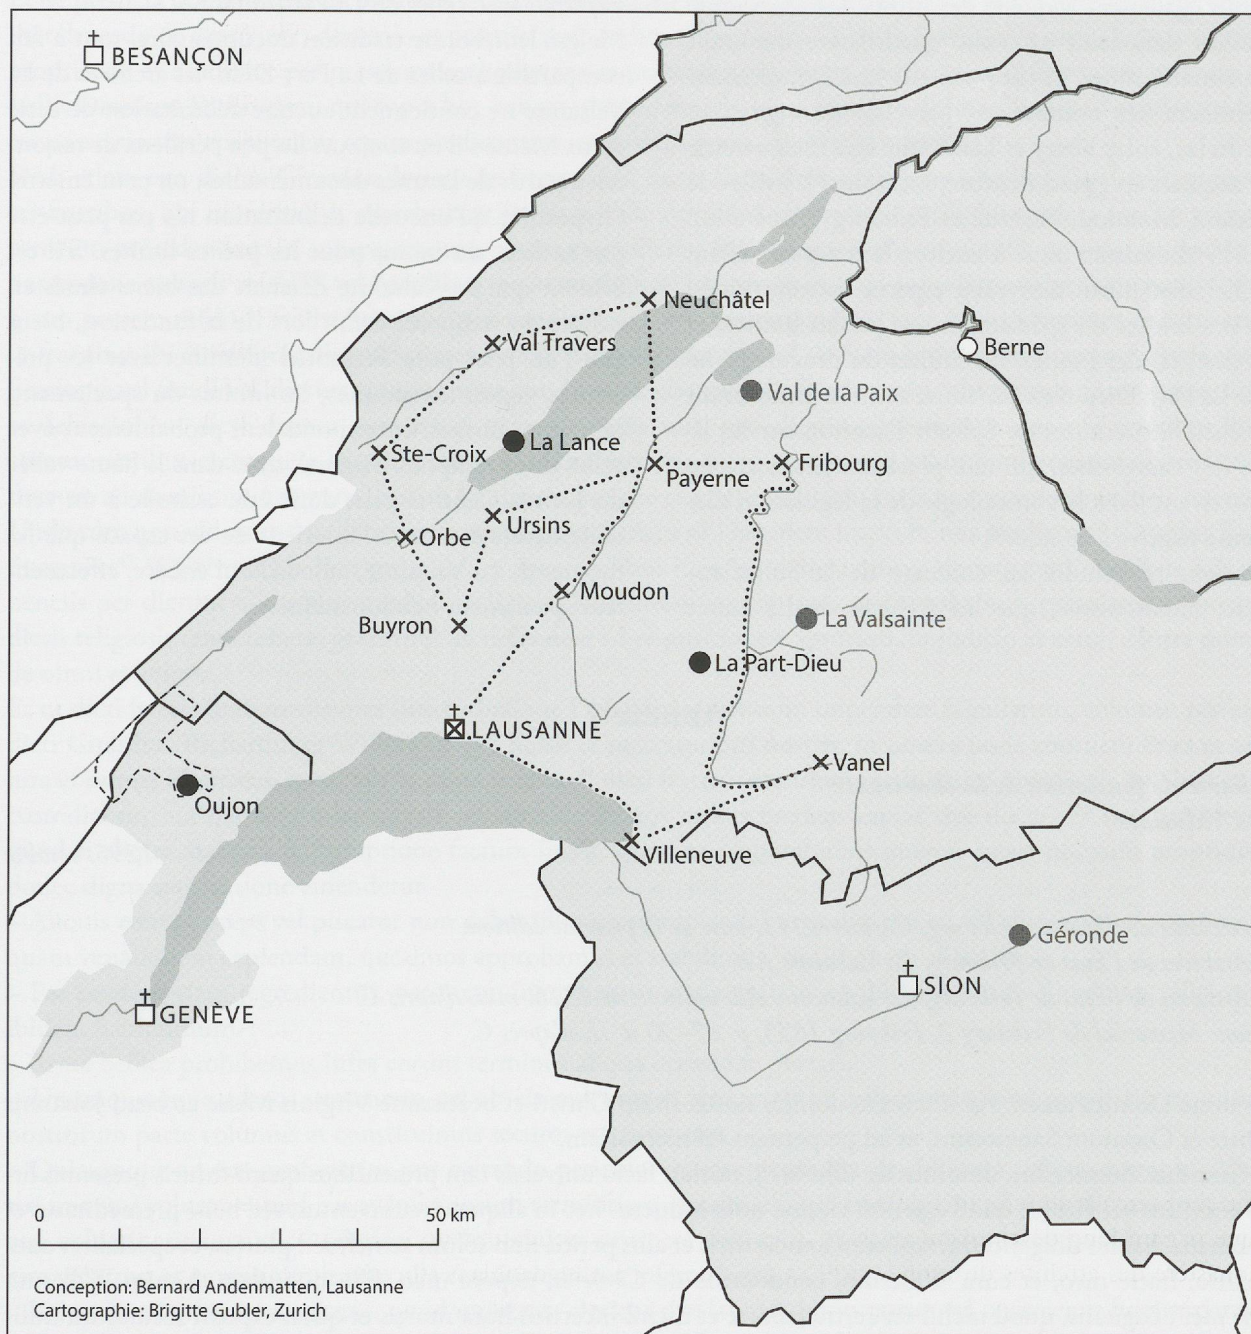 BESANÇON
Neuchâtel
Val Travers
Berne
Val de la Paix
La Lance
Ste-Croix
Fribourg
Payerne
Ursins
Orbe
Moudon
La Valsainte
Buyron
La Part-Dieu
LAUSANNE
Vanel
Oujon
Villeneuve
Géronde
SION
GENÈVE
0 50 km
Conception: Bernard Andenmatten, Lausanne
Cartographie: Brigitte Gubler, Zurich